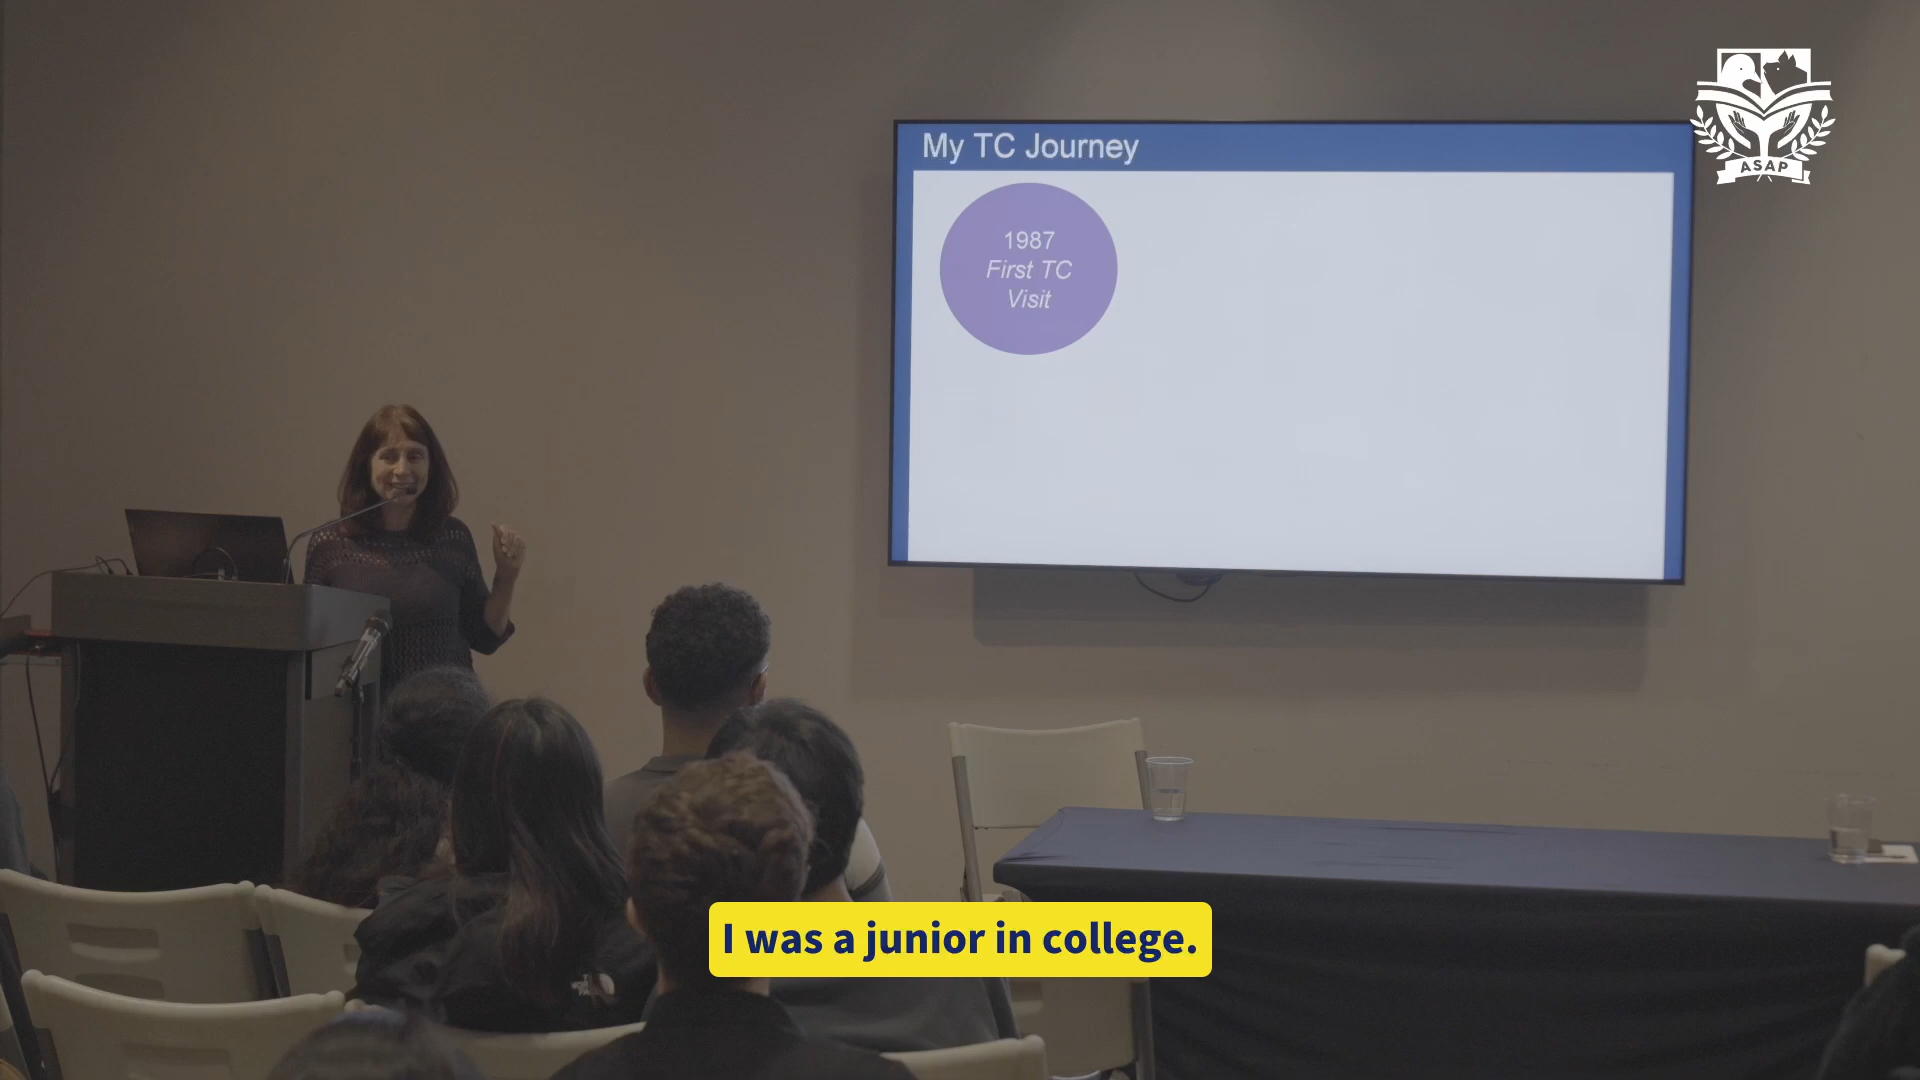 My TC Journey
1987
First TC
Visit
ASAP
I was a junior in college.